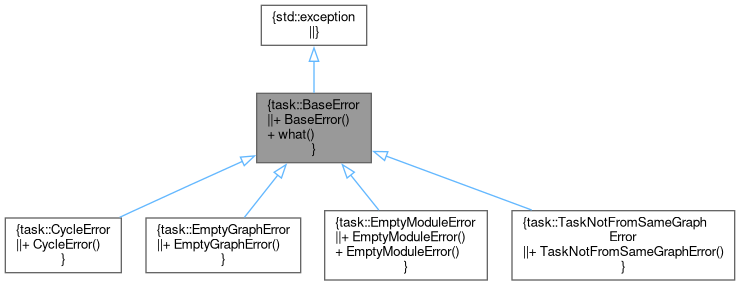 {std::exception
||}
{task::BaseError
||+ BaseError()
+ what()
}
{task::CycleError
||+ CycleError()
}
{task::EmptyGraphError
||+ EmptyGraphError()
}
{task::EmptyModuleError
||+ EmptyModuleError()
+ EmptyModuleError()
}
{task::TaskNotFromSameGraph
Error
||+ TaskNotFromSameGraphError()
}